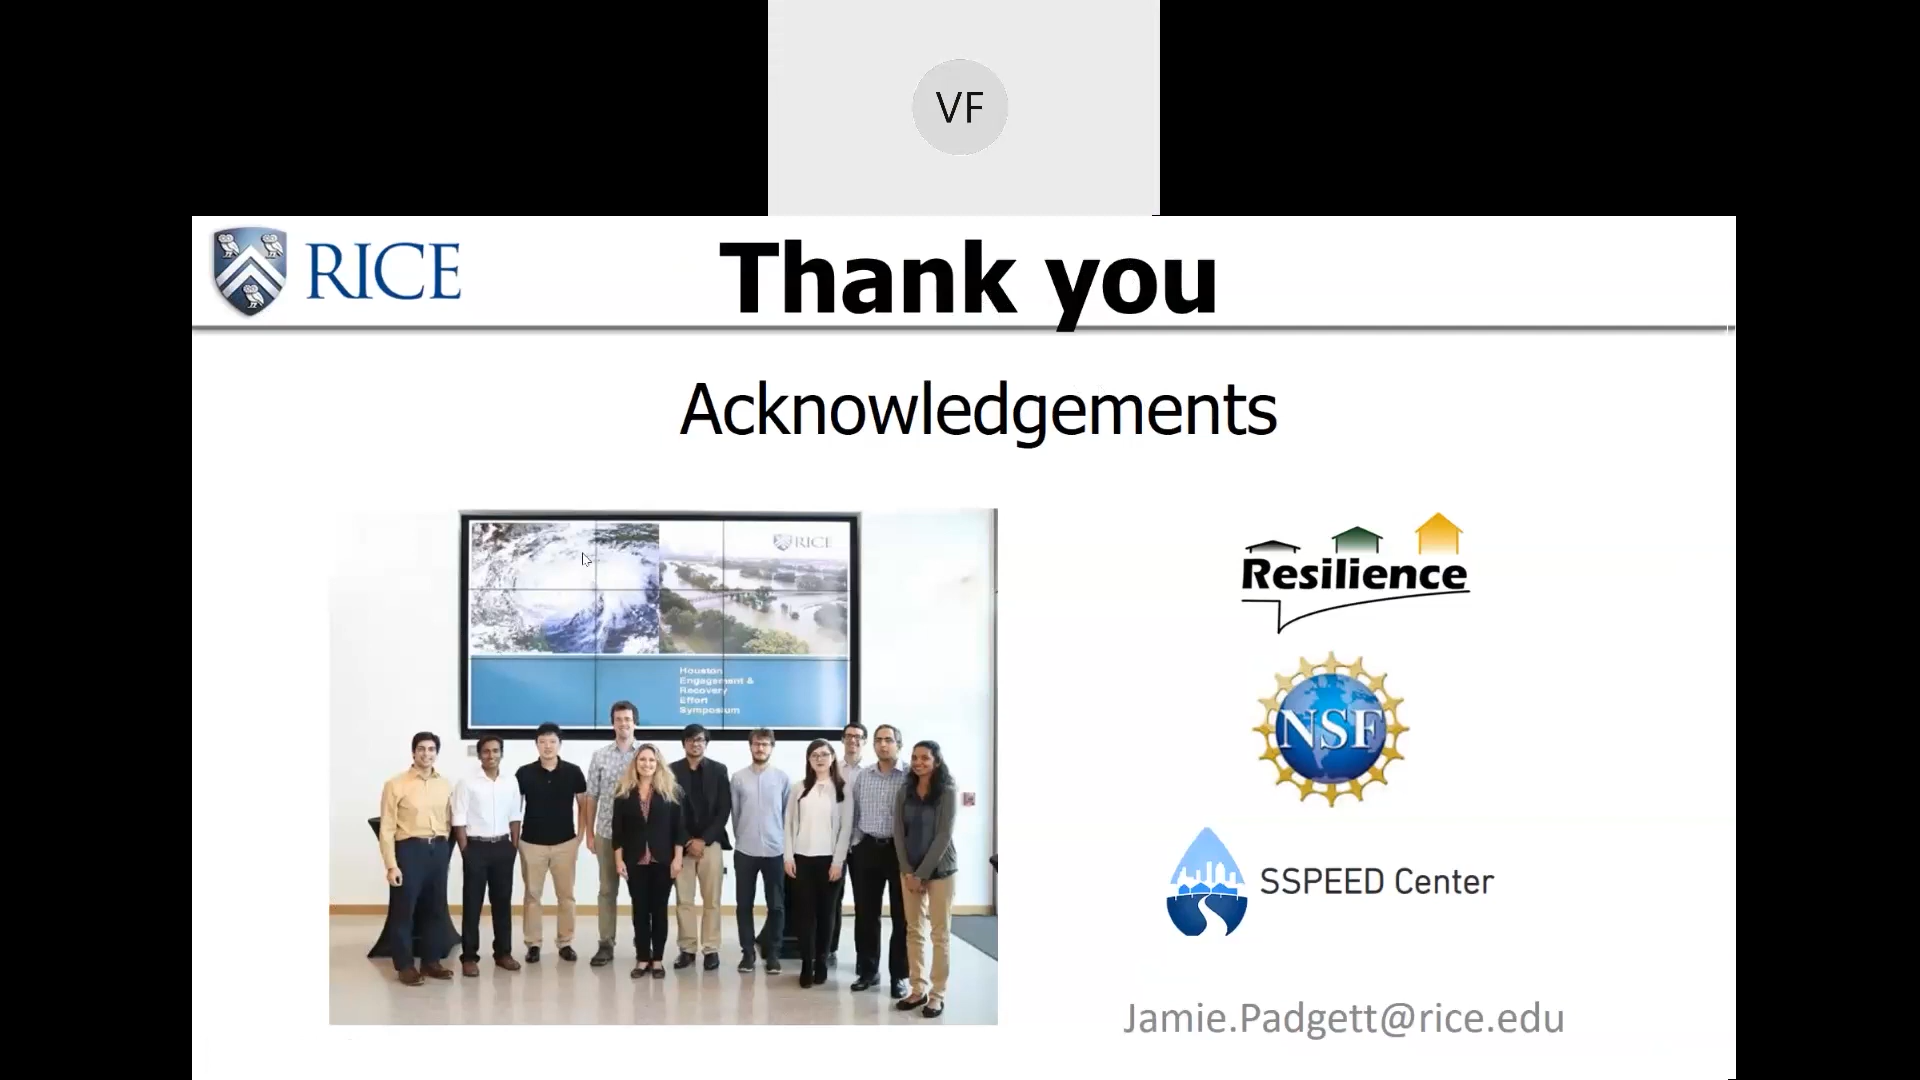 VF
RICE
Thank you
Acknowledgements
RICE
Houston
Engagement &
Recovery
Effort
Symposium
Resilience
NSF
SSPEED Center
Jamie.Padgett@rice.edu